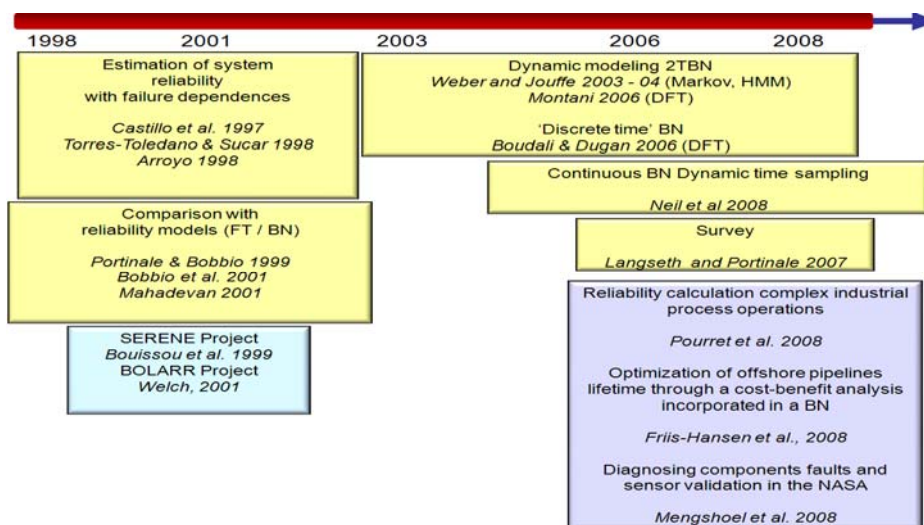 1998 2001 2003 2006 2008
Estimation of system
reliability
with failure dependences
Castillo et al. 1997
Torres-Toledano & Sucar 1998
Arroyo 1998
Comparison with
reliability models (FT / BN)
Portinale & Bobbio 1999
Bobbio et al. 2001
Mahadevan 2001
SERENE Project
Bouissou et al. 1999
BOLARR Project
Welch, 2001
Dynamic modeling 2TBN
Weber and Jouffe 2003 - 04 (Markov, HMM)
Montani 2006 (DFT)
‘Discrete time’ BN
Boudali & Dugan 2006 (DFT)
Continuous BN Dynamic time sampling
Neil et al 2008
Survey
Langseth and Portinale 2007
Reliability calculation complex industrial
process operations
Pourret et al. 2008
Optimization of offshore pipelines
lifetime through a cost-benefit analysis
incorporated in a BN
Friis-Hansen et al., 2008
Diagnosing components faults and
sensor validation in the NASA
Mengshoel et al. 2008